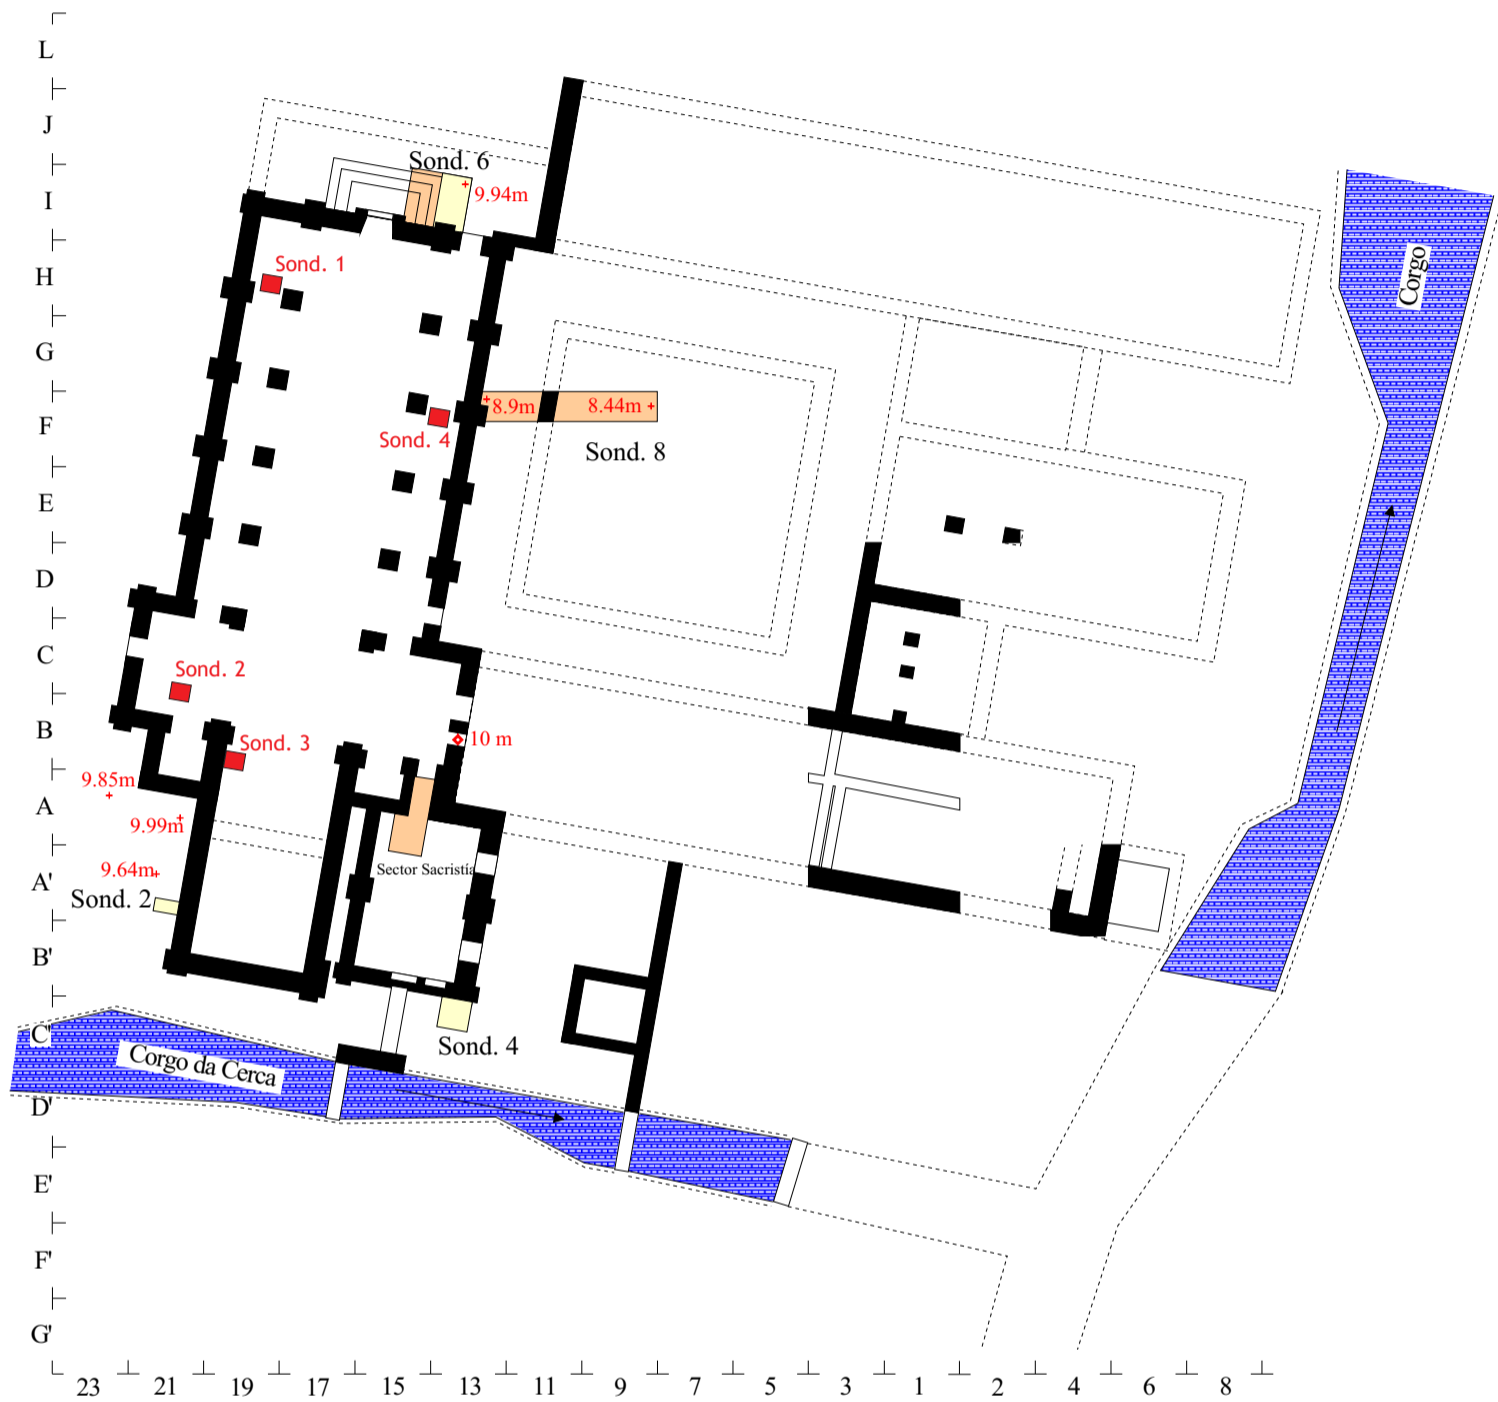 L
J
I
H
G
F
E
D
C
B
A
A'
B'
C'
D'
E'
F'
G'
Sond. 6
9.94m
Sond. 1
Corgo
8.9m
8.44m
Sond. 4
Sond. 8
Sond. 2
Sond. 3
10 m
9.85m
9.99m
9.64m
Sector Sacristía
Sond. 2
Sond. 4
Corgo da Cerca
23 21 19 17 15 13 11 9 7 5 3 1 2 4 6 8